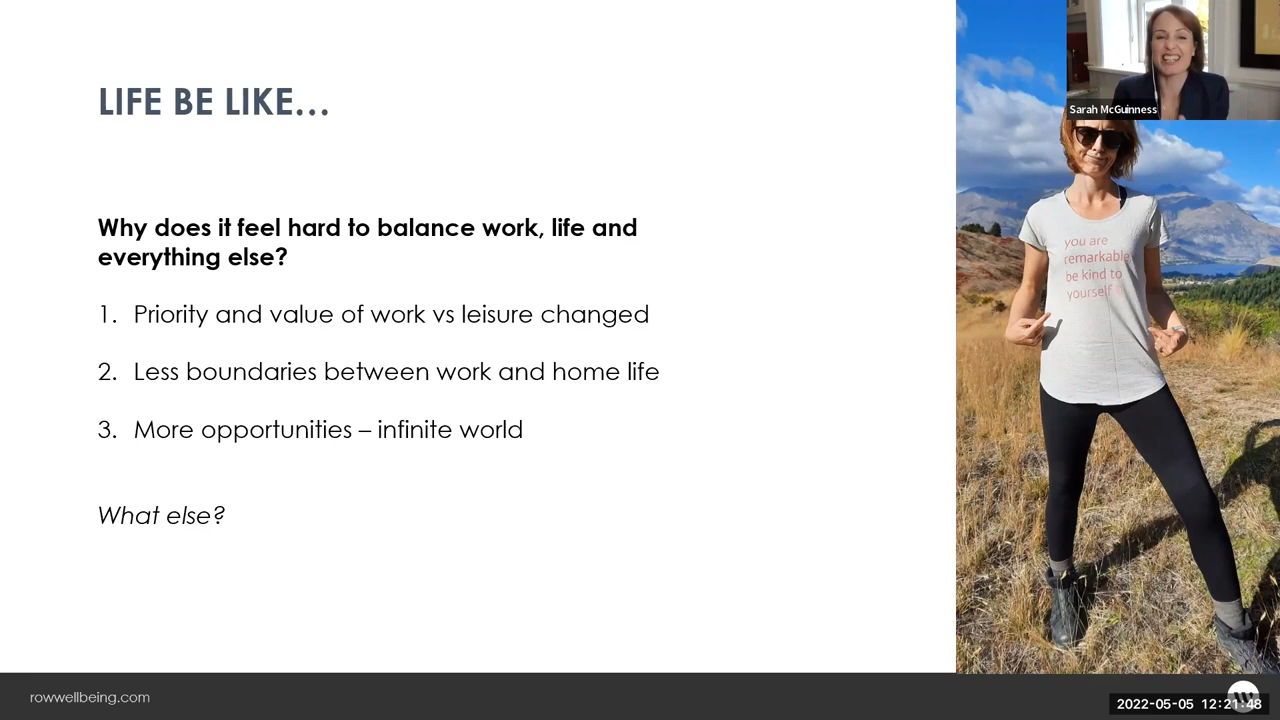 LIFE BE LIKE...
Why does it feel hard to balance work, life and
everything else?
1. Priority and value of work vs leisure changed
2. Less boundaries between work and home life
3. More opportunities – infinite world
What else?
Sarah McGuinness
you are
remarkable
be kind to
yourself
rowwellbeing.com
2022-05-05 12:21:48